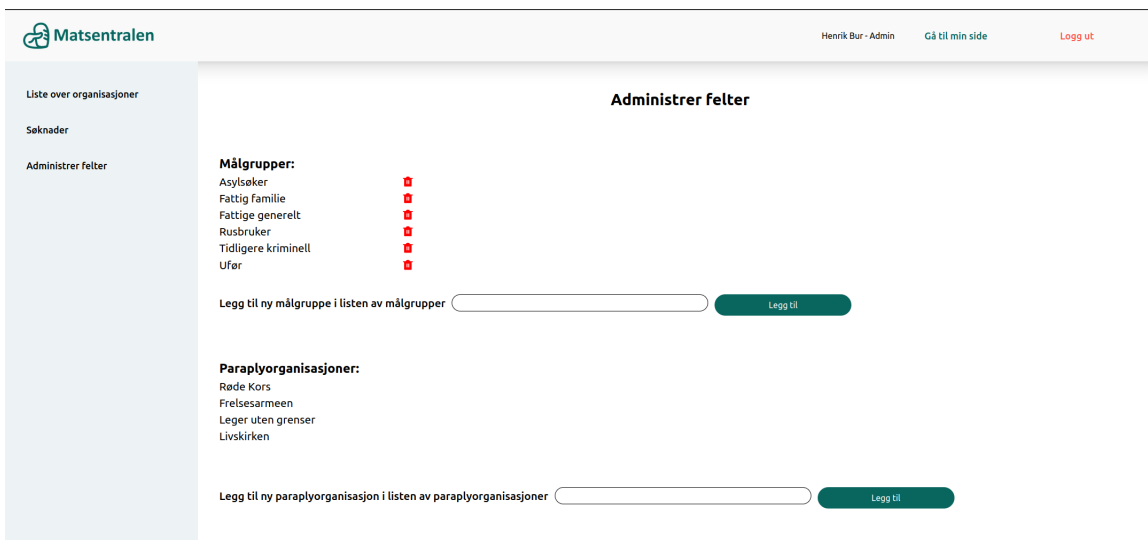 Matsentralen
Henrik Bur - Admin
Gå til min side
Logg ut
Liste over organisasjoner
Søknader
Administrer felter
Administrer felter
Målgrupper:
Asylsøker
Fattig familie
Fattige generelt
Rusbruker
Tidligere kriminell
Ufør
Legg til ny målgruppe i listen av målgrupper
Legg til
Paraplyorganisasjoner:
Røde Kors
Frelsesarmeen
Leger uten grenser
Livskirken
Legg til ny paraplyorganisasjon i listen av paraplyorganisasjoner
Legg til